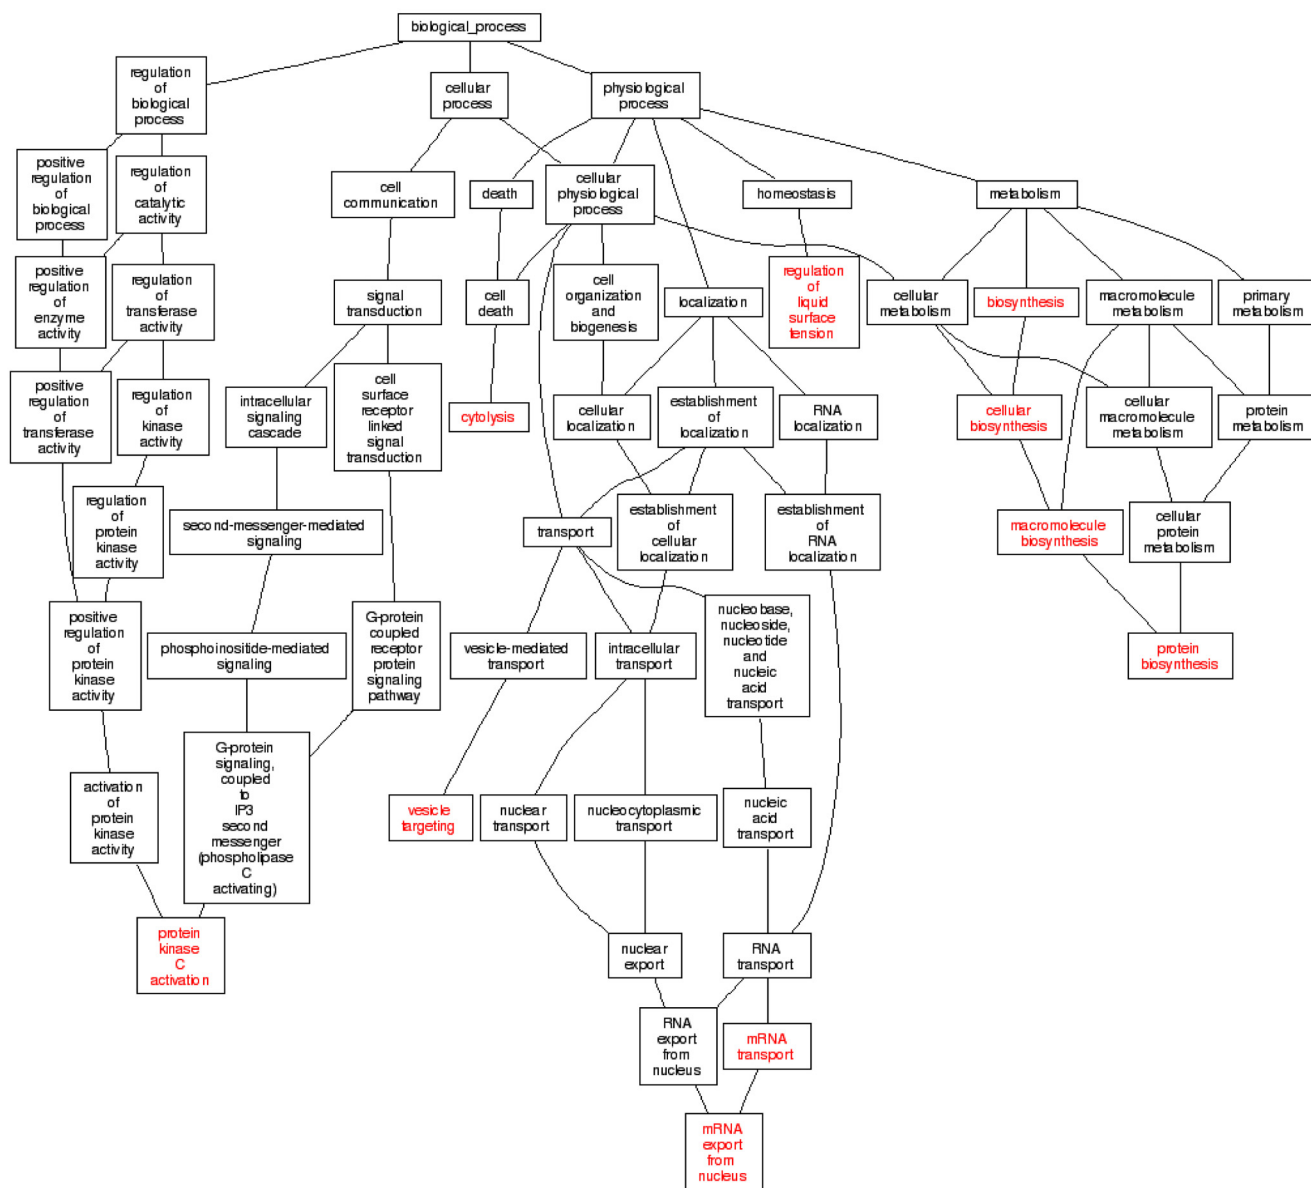 biological_process
regulation
of
biological
process
cellular
process
physiological
process
positive
regulation
of
biological
process
regulation
of
catalytic
activity
cell
communication
death
cellular
physiological
process
homeostasis
metabolism
positive
regulation
of
enzyme
activity
regulation
of
transferase
activity
signal
transduction
cell
death
cell
organization
and
biogenesis
localization
regulation
of
liquid
surface
tension
cellular
metabolism
biosynthesis
macromolecule
metabolism
primary
metabolism
positive
regulation
of
transferase
activity
regulation
of
kinase
activity
intracellular
signaling
cascade
cell
surface
receptor
linked
signal
transduction
cytolysis
cellular
localization
establishment
of
localization
RNA
localization
cellular
biosynthesis
cellular
macromolecule
metabolism
protein
metabolism
regulation
of
protein
kinase
activity
second-messenger-mediated
signaling
transport
establishment
of
cellular
localization
establishment
of
RNA
localization
macromolecule
biosynthesis
cellular
protein
metabolism
positive
regulation
of
protein
kinase
activity
phosphoinositide-mediated
signaling
G-protein
coupled
receptor
protein
signaling
pathway
vesicle-mediated
transport
intracellular
transport
nucleobase,
nucleoside,
nucleotide
and
nucleic
acid
transport
protein
biosynthesis
activation
of
protein
kinase
activity
G-protein
signaling,
coupled
to
IP3
second
messenger
(phospholipase
C
activating)
vesicle
targeting
nuclear
transport
nucleocytoplasmic
transport
nucleic
acid
transport
protein
kinase
C
activation
nuclear
export
RNA
transport
RNA
export
from
nucleus
mRNA
transport
mRNA
export
from
nucleus